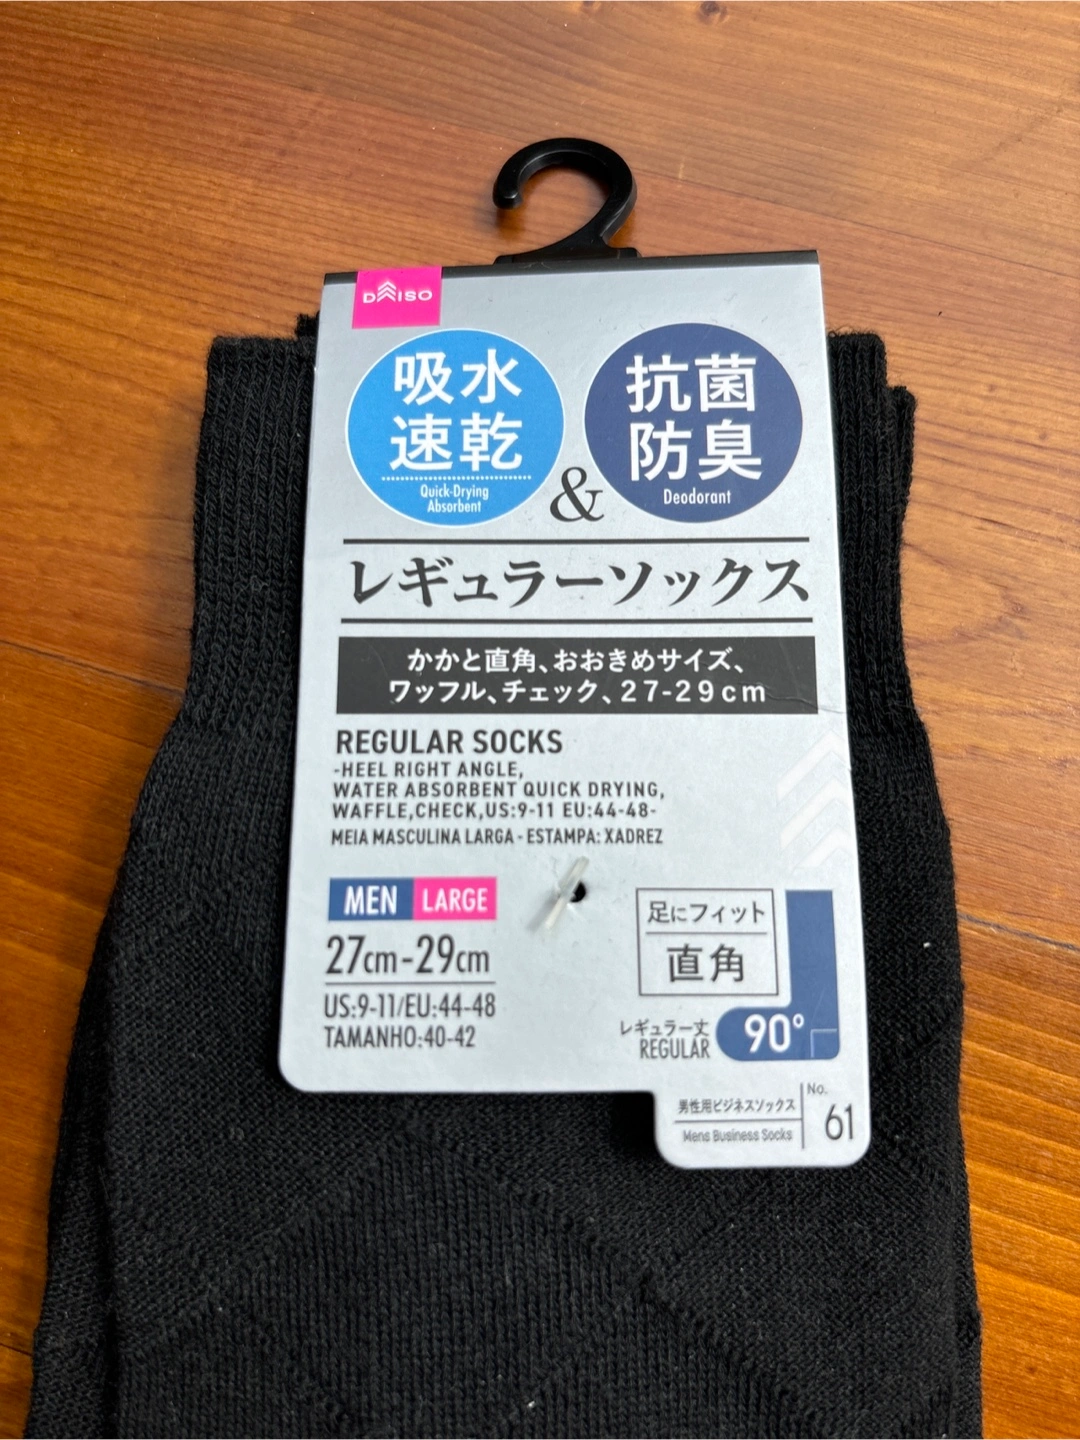 DAISO
吸水
速乾
Quick-Drying
Absorbent
&
抗菌
防臭
Deodorant
レギュラーソックス
かかと直角、おおきめサイズ、
ワッフル、チェック、27-29cm
REGULAR SOCKS
-HEEL RIGHT ANGLE,
WATER ABSORBENT QUICK DRYING,
WAFFLE,CHECK,US:9-11 EU:44-48-
MEIA MASCULINA LARGA - ESTAMPA: XADREZ
MEN LARGE
27cm-29cm
US:9-11/EU:44-48
TAMANHO:40-42
足にフィット
直角
レギュラー丈
REGULAR
90°
男性用ビジネスソックス
Mens Business Socks
No.
61